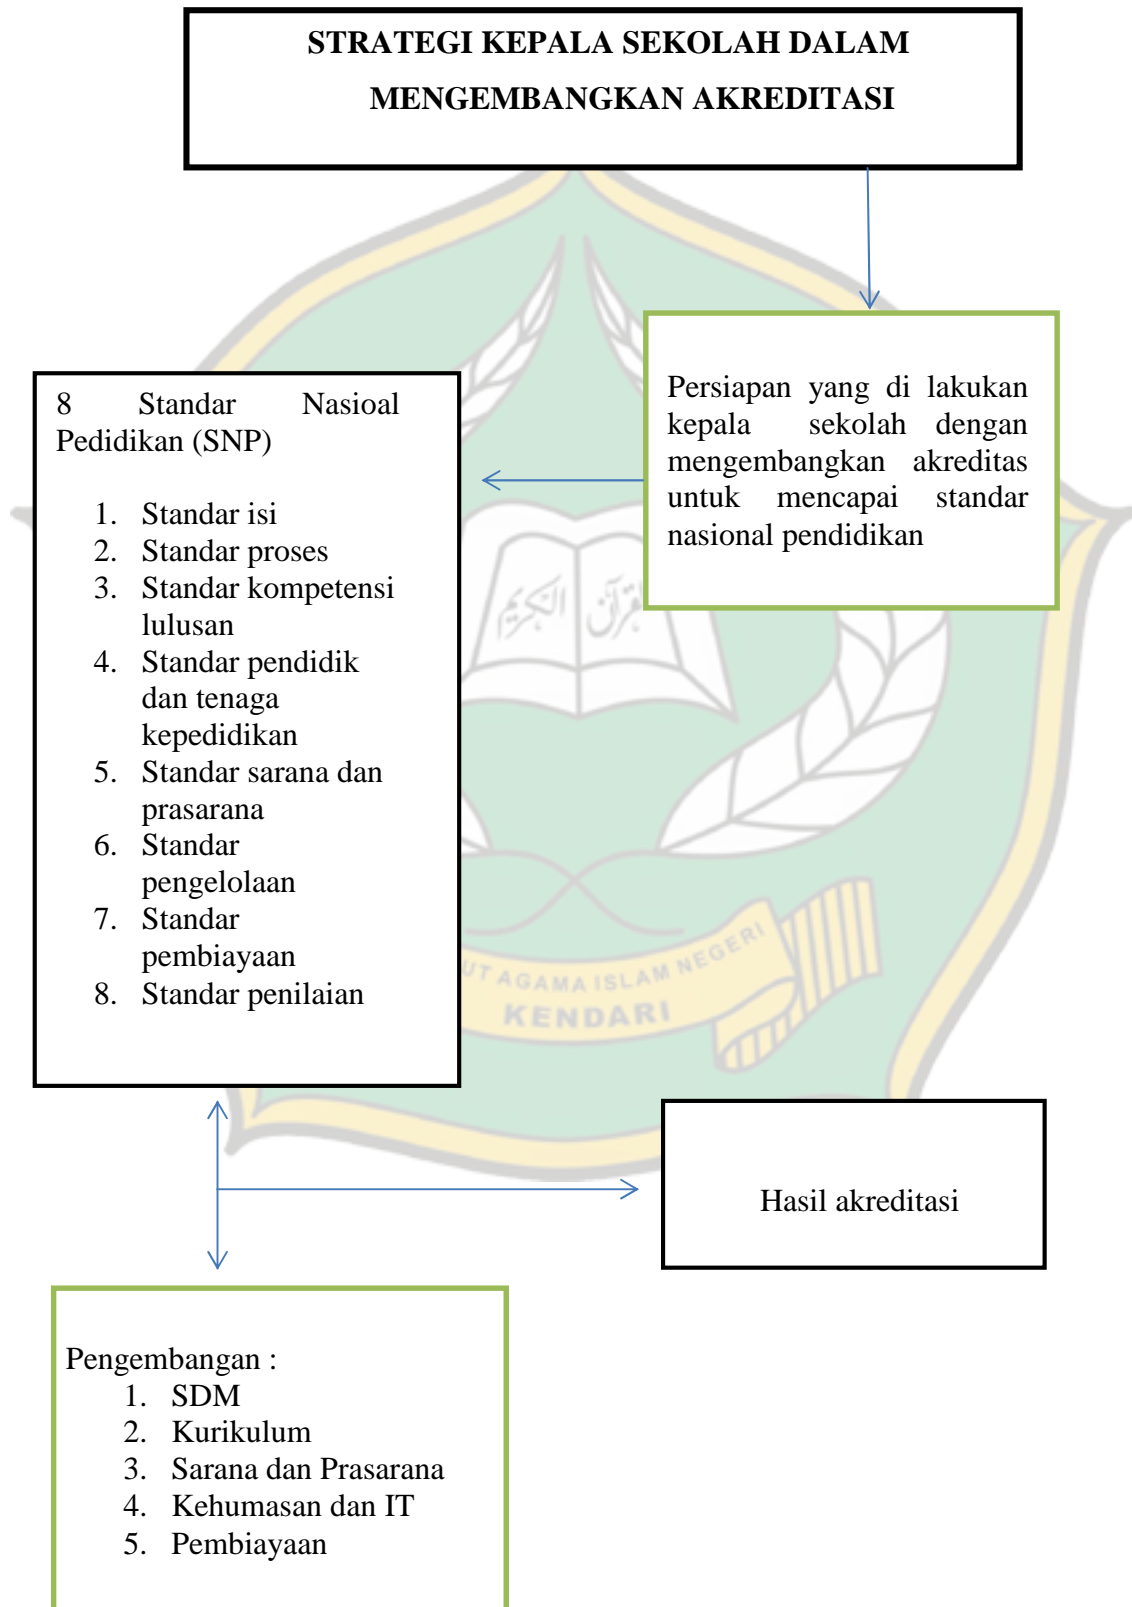 STRATEGI KEPALA SEKOLAH DALAM
MENGEMBANGKAN AKREDITASI
Persiapan yang di lakukan
kepala sekolah dengan
mengembangkan akreditas
untuk mencapai standar
nasional pendidikan
8 Standar Nasioal
Pedidikan (SNP)
1. Standar isi
2. Standar proses
3. Standar kompetensi
lulusan
4. Standar pendidik
dan tenaga
kepedidikan
5. Standar sarana dan
prasarana
6. Standar
pengelolaan
7. Standar
pembiayaan
8. Standar penilaian
الكريم
UT AGAMA ISLAM NEGERI
KENDARI
Hasil akreditasi
Pengembangan :
1. SDM
2. Kurikulum
3. Sarana dan Prasarana
4. Kehumasan dan IT
5. Pembiayaan